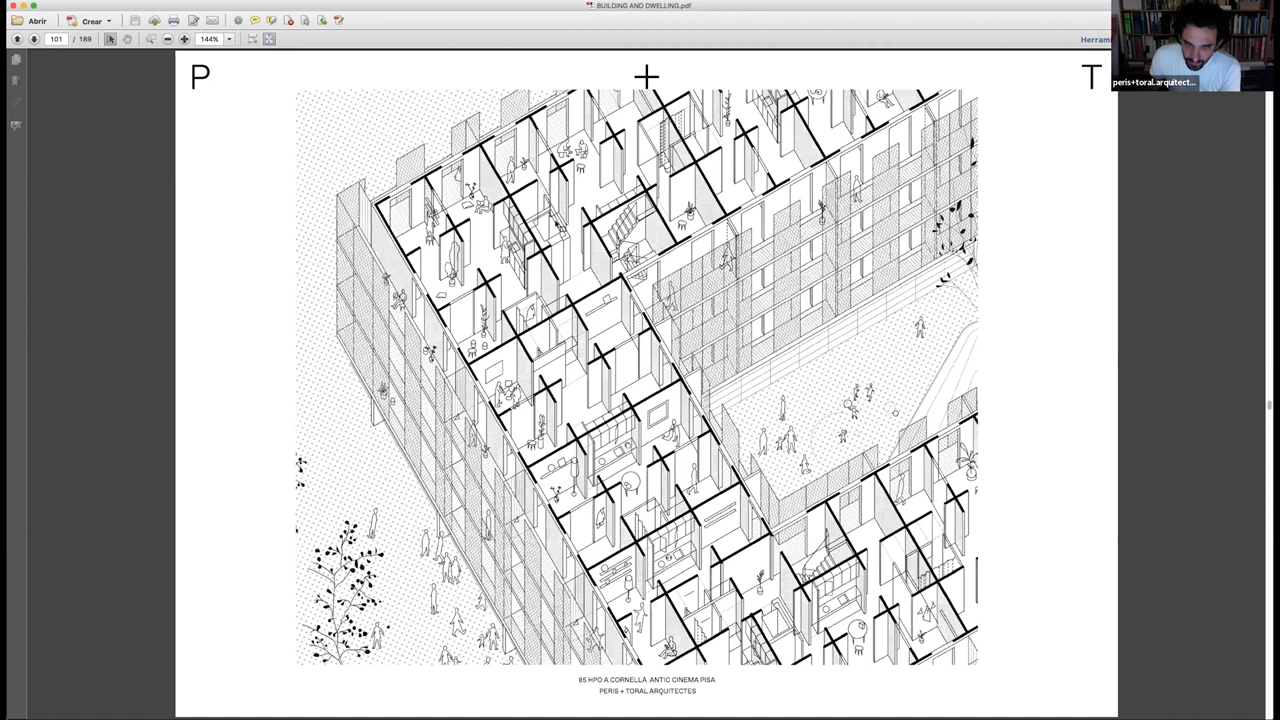 BUILDING AND DWELLING.pdf
Abrir
Crear
101 / 189
144%
Herrami
peris+toral.arquitect...
P + T
85 HPO A CORNELLÀ ANTIC CINEMA PISA
PERIS + TORAL ARQUITECTES